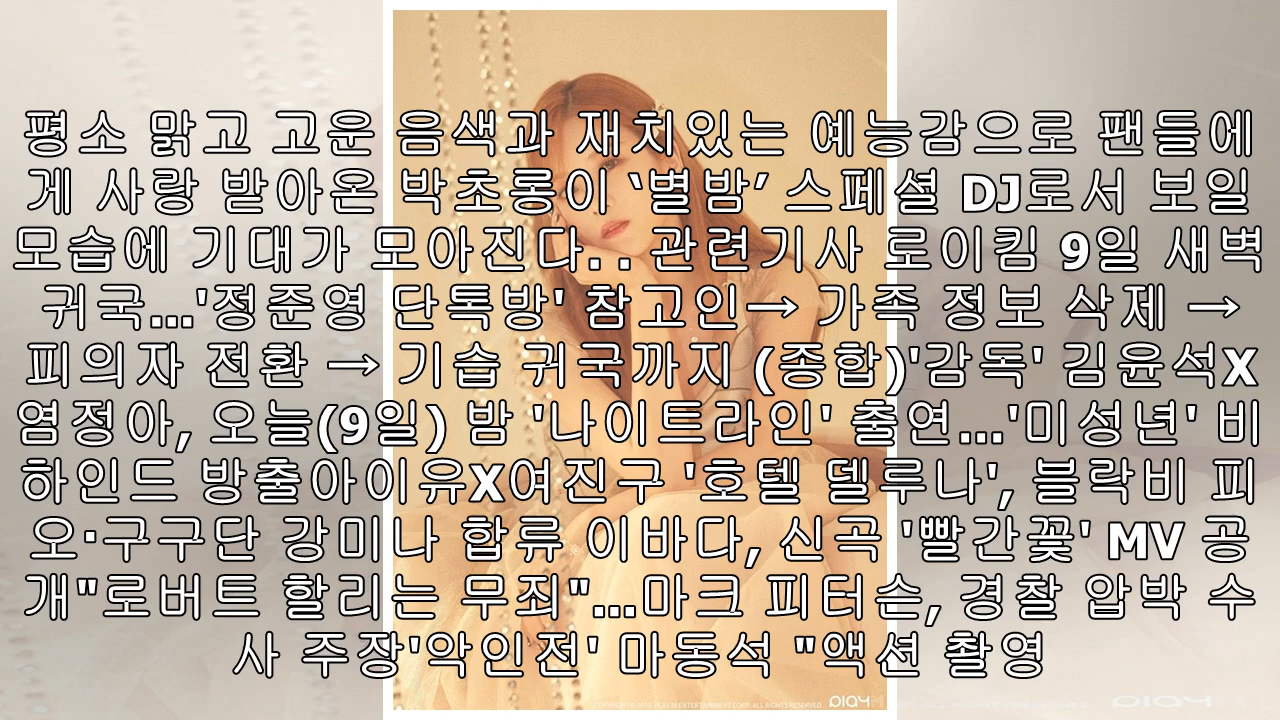 평소 맑고 고운 음색과 재치있는 예능감으로 팬들에
게 사랑 받아온 박초롱이 ‘별밤’ 스페셜 DJ로서 보일
모습에 기대가 모아진다. . 관련기사 로이킴 9일 새벽
귀국...'정준영 단톡방' 참고인→ 가족 정보 삭제 →
피의자 전환 → 기습 귀국까지 (종합)'감독' 김윤석X
염정아, 오늘(9일) 밤 '나이트라인' 출연...'미성년' 비
하인드 방출아이유X여진구 '호텔 델루나', 블락비 피
오·구구단 강미나 합류 이바다, 신곡 '빨간꽃' MV 공
개"로버트 할리는 무죄"...마크 피터슨, 경찰 압박 수
사 주장'악인전' 마동석 "액션 촬영
PLAY M